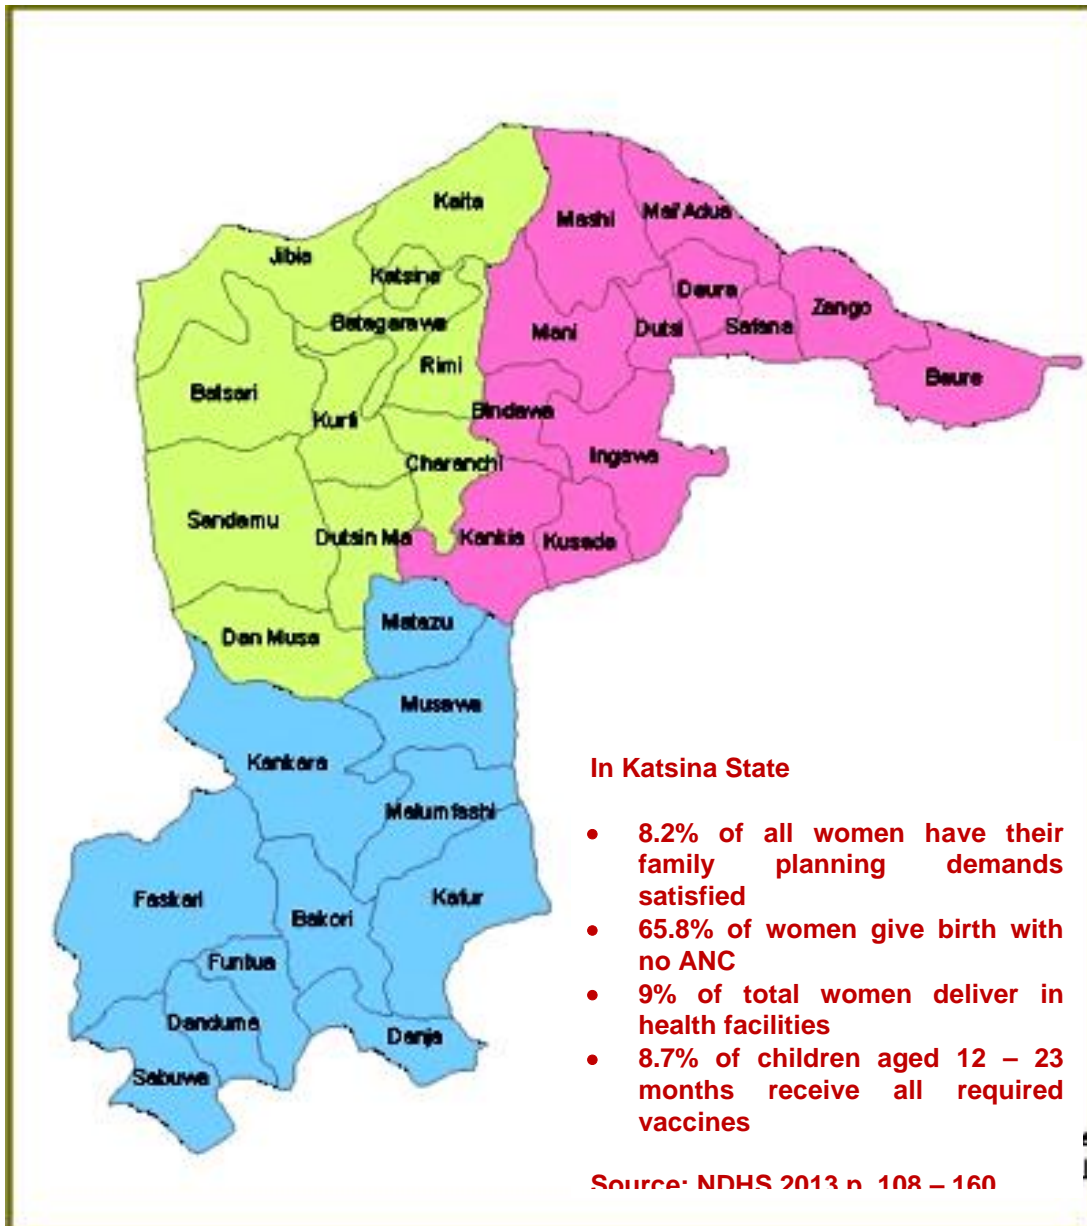 Kaita
Mashi
Mai'Adua
Jibia
Katsina
Daura
Zango
Batagarawa
Mani
Dutsi
Safana
Rimi
Baure
Batsari
Kurfi
Bindawa
Charanchi
Ingawa
Sandamu
Dutsin Ma
Kankia
Kusada
Matazu
Dan Musa
Musawa
Kankara
Malumfashi
Faskari
Bakori
Kafur
Funtua
Danduma
Danja
Sabuwa
In Katsina State
• 8.2% of all women have their
family planning demands
satisfied
• 65.8% of women give birth with
no ANC
• 9% of total women deliver in
health facilities
• 8.7% of children aged 12 – 23
months receive all required
vaccines
Source: NDHS 2013 p. 108 – 160